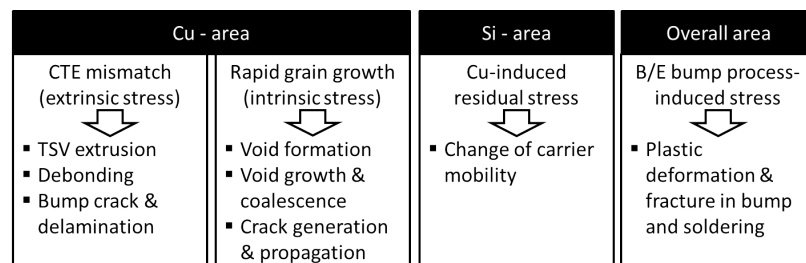 Cu - area
CTE mismatch
(extrinsic stress)
▪ TSV extrusion
▪ Debonding
▪ Bump crack &
delamination
Rapid grain growth
(intrinsic stress)
▪ Void formation
▪ Void growth &
coalescence
▪ Crack generation
& propagation
Si - area
Cu-induced
residual stress
▪ Change of carrier
mobility
Overall area
B/E bump process-
induced stress
▪ Plastic
deformation &
fracture in bump
and soldering